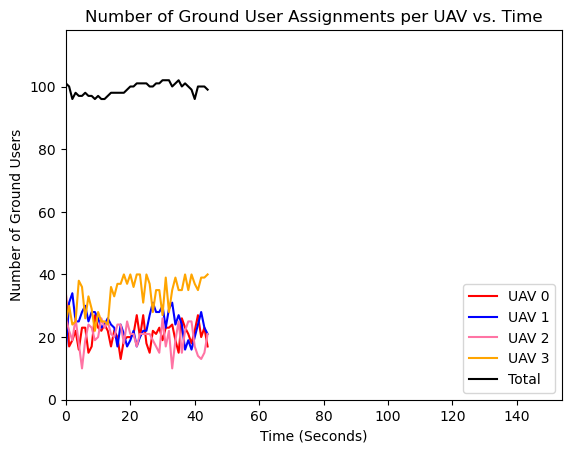 Number of Ground User Assignments per UAV vs. Time
Number of Ground Users
100
80
60
40
20
0
0 20 40 60 80 100 120 140
Time (Seconds)
UAV 0
UAV 1
UAV 2
UAV 3
Total